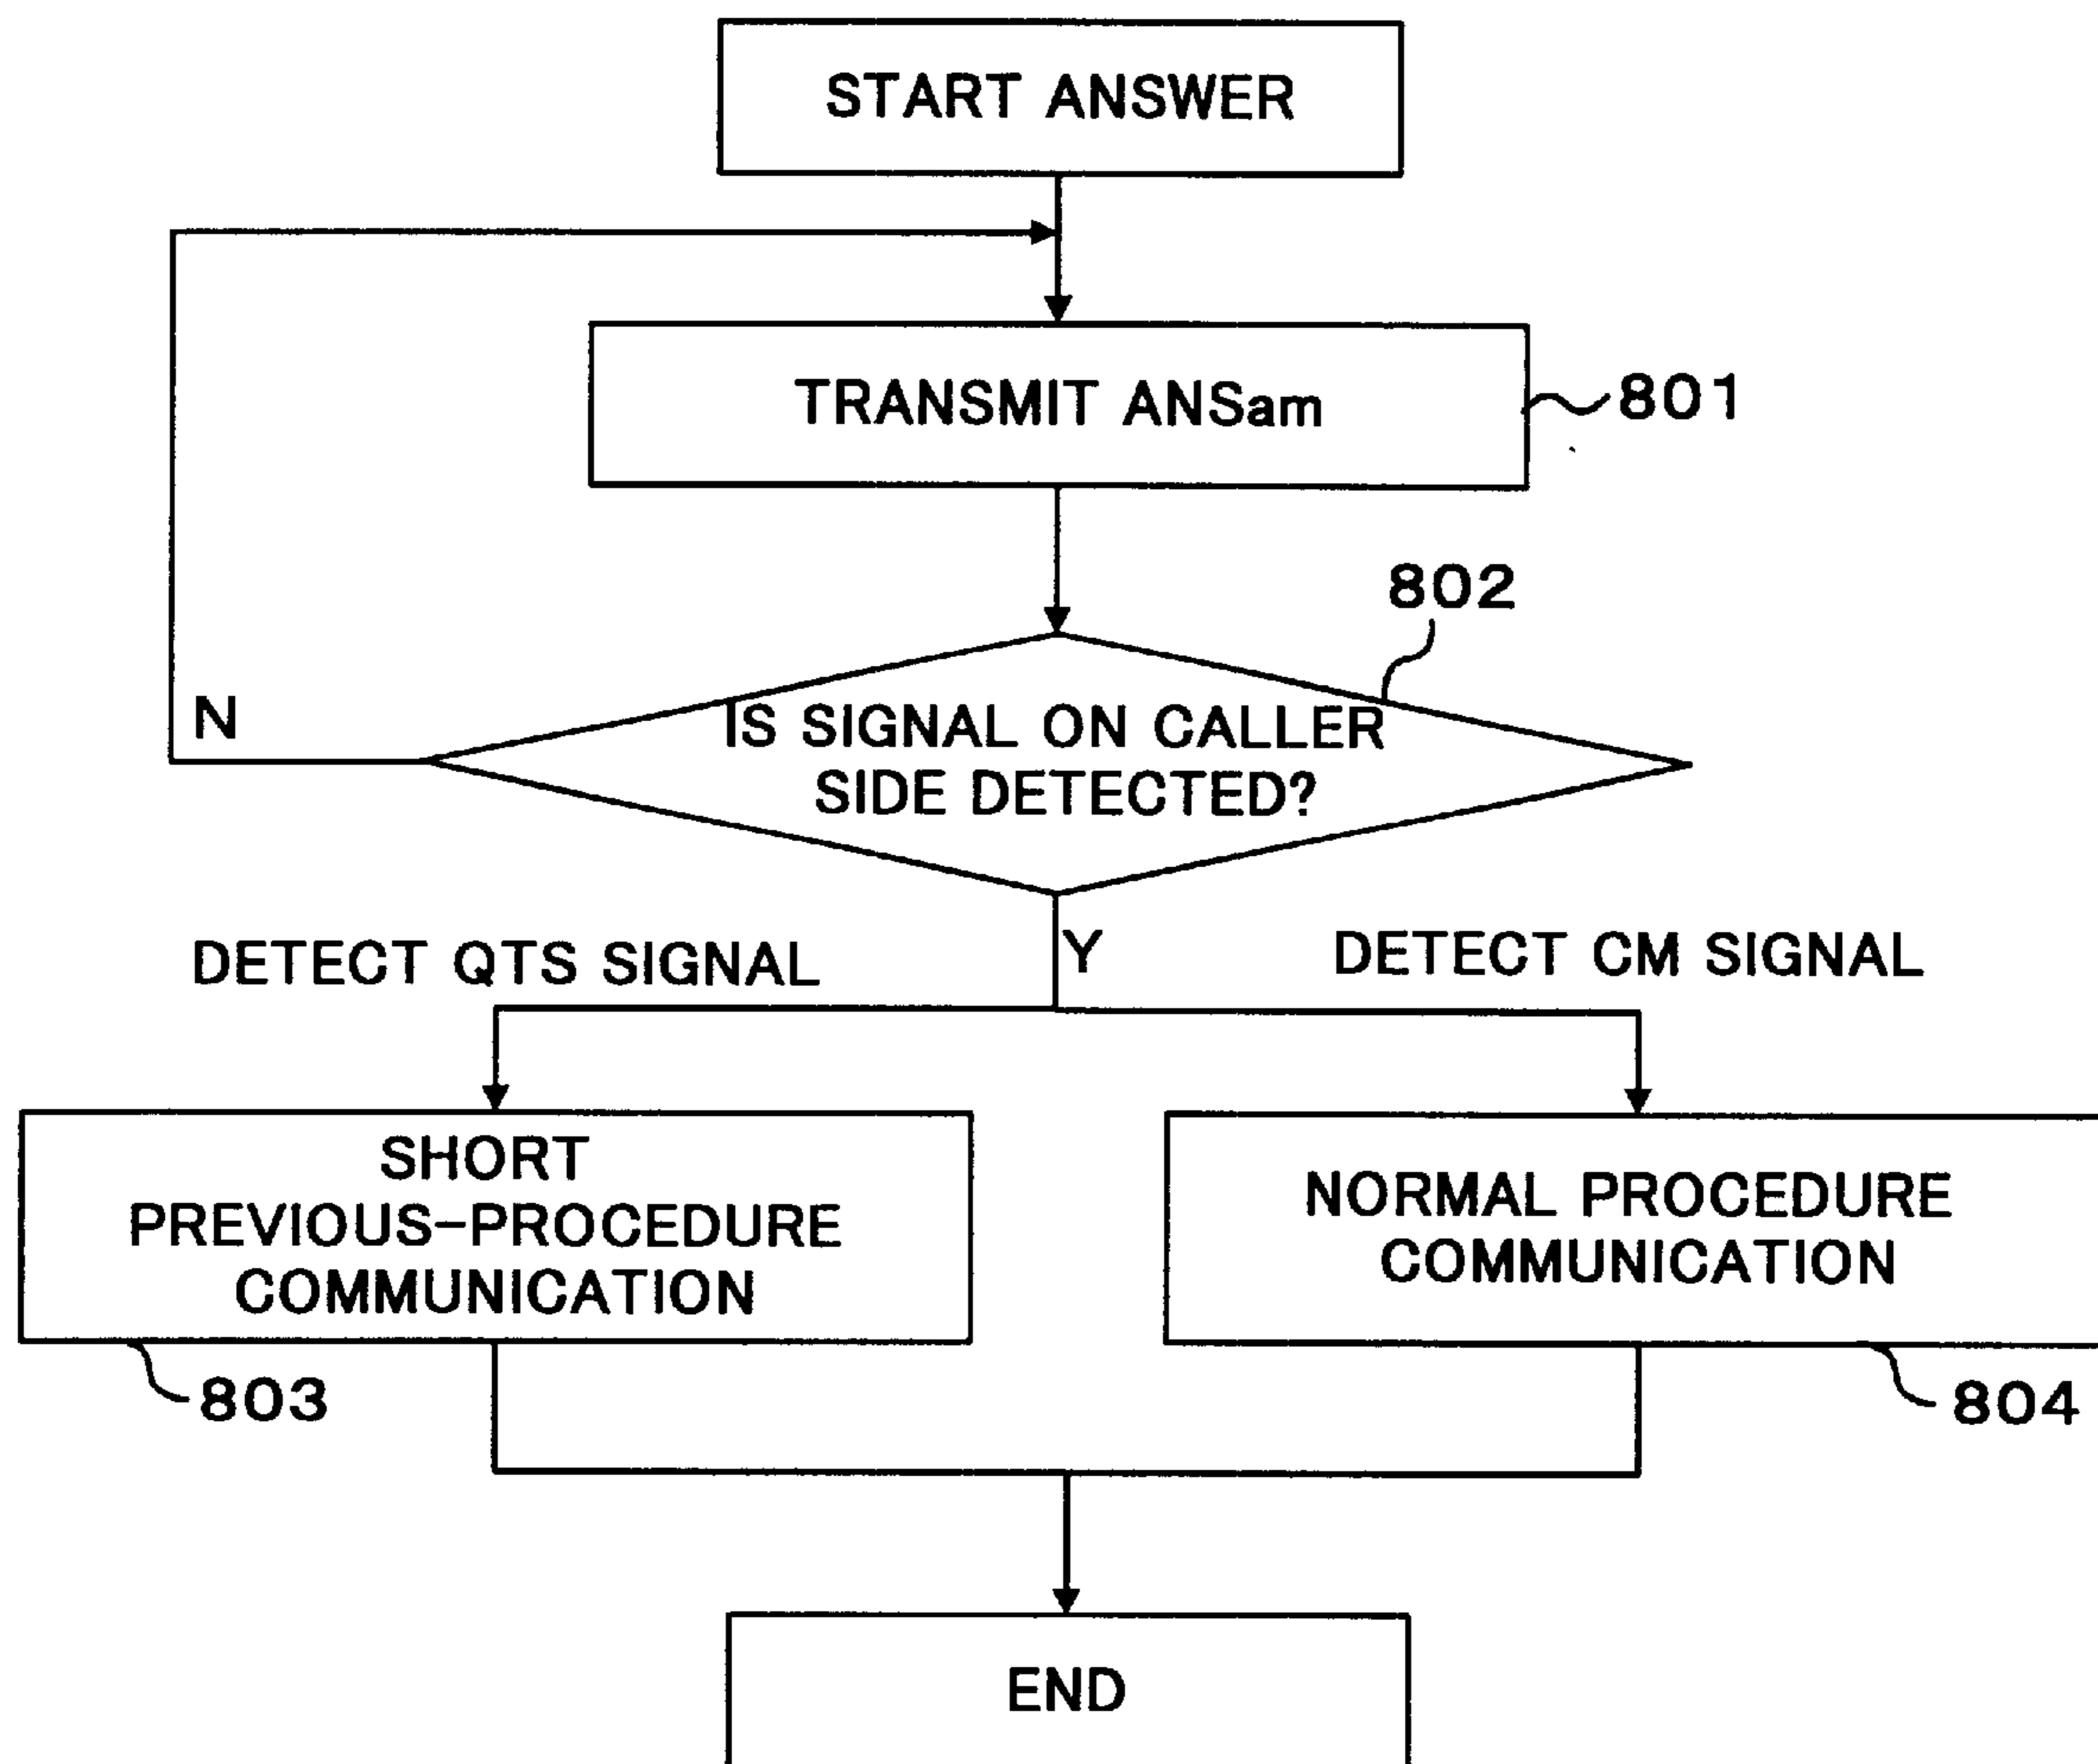 START ANSWER
TRANSMIT ANSam
801
802
N
IS SIGNAL ON CALLER
SIDE DETECTED?
Y
DETECT QTS SIGNAL
DETECT CM SIGNAL
SHORT
PREVIOUS-PROCEDURE
COMMUNICATION
NORMAL PROCEDURE
COMMUNICATION
803
804
END